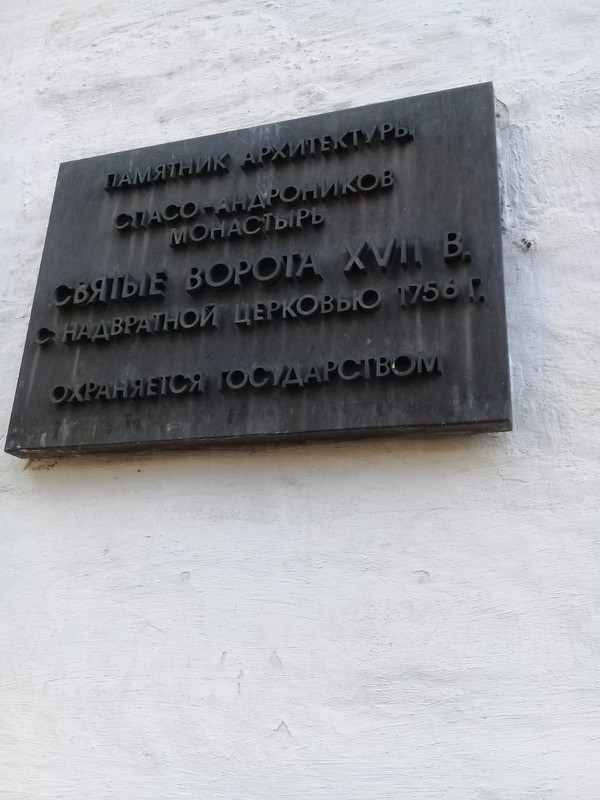 ПАМЯТНИК АРХИТЕКТУРЫ
СПАСО-АНДРОНИКОВ
МОНАСТЫРЬ
СВЯТЫЕ ВОРОТА XVII В.
С НАДВРАТНОЙ ЦЕРКОВЬЮ 1756 Г.
ОХРАНЯЕТСЯ ГОСУДАРСТВОМ